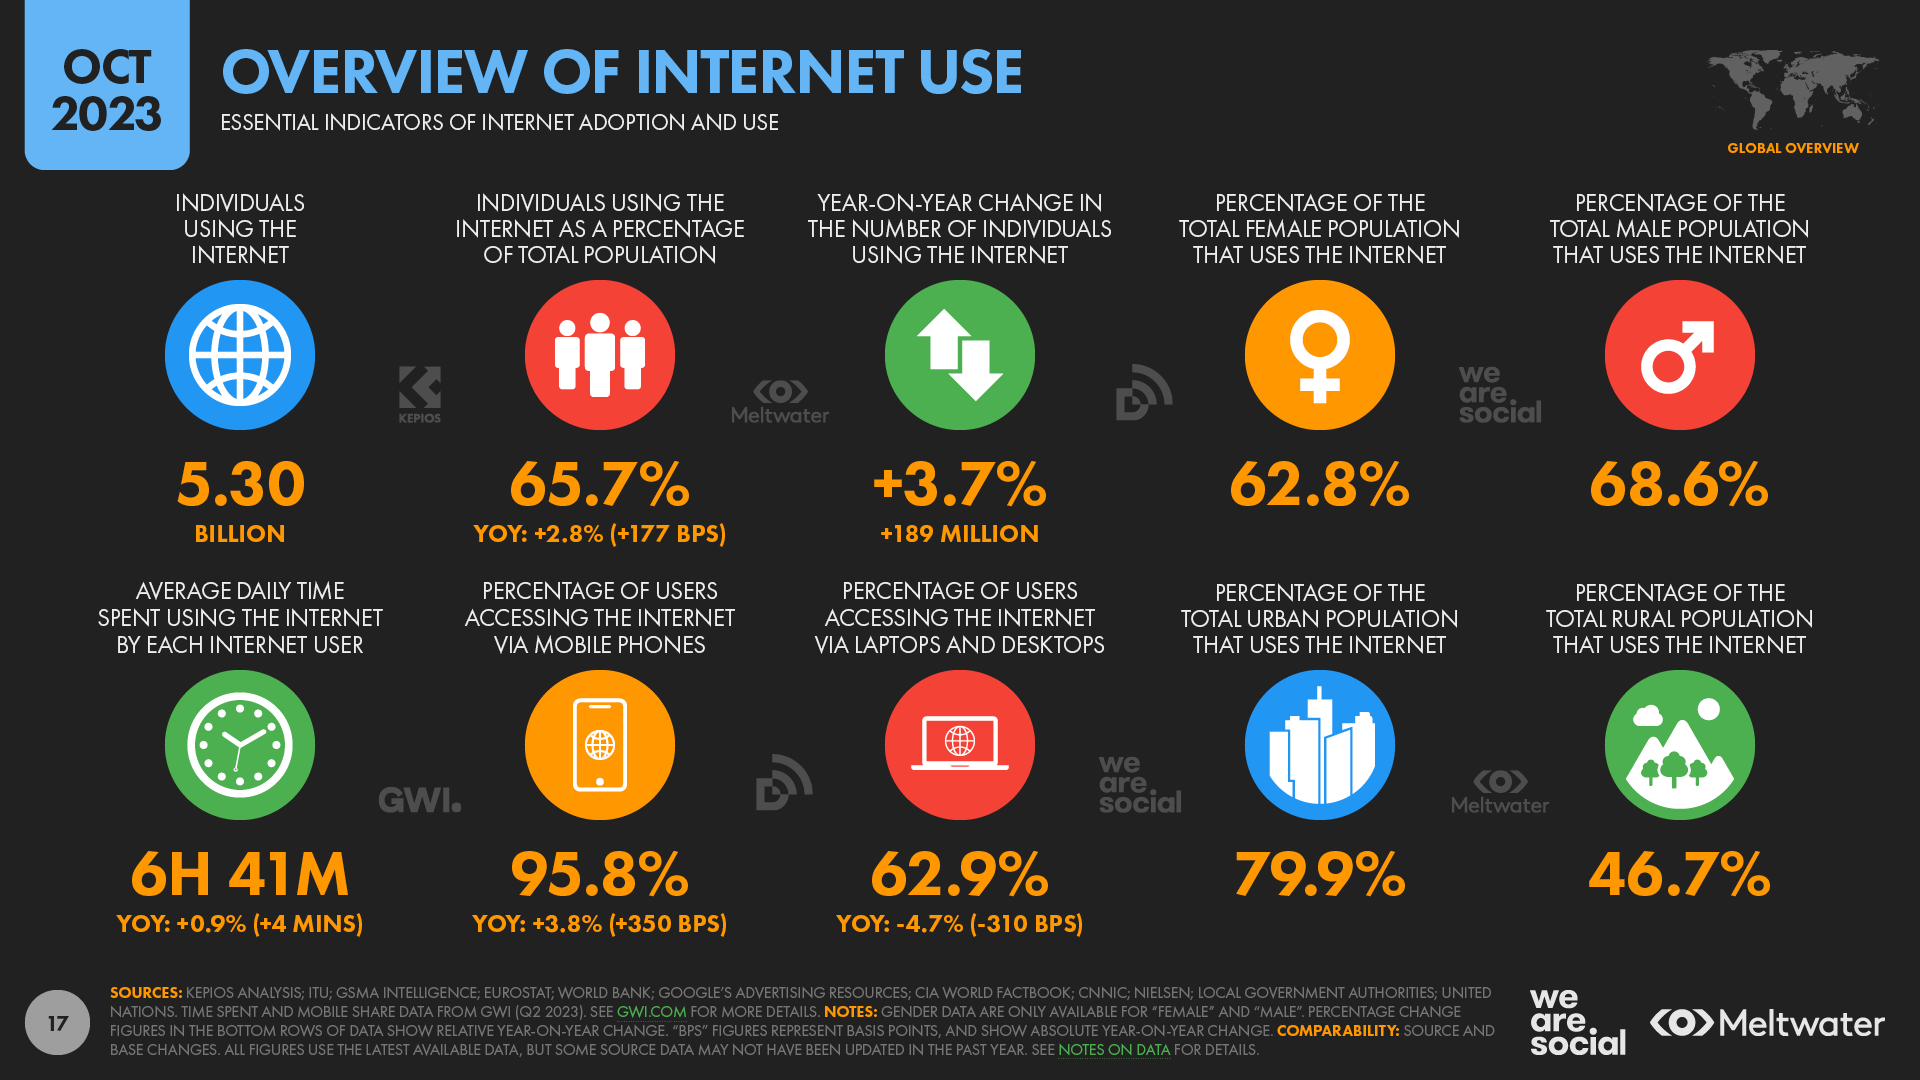 OCT
2023
OVERVIEW OF INTERNET USE
ESSENTIAL INDICATORS OF INTERNET ADOPTION AND USE
GLOBAL OVERVIEW
INDIVIDUALS
USING THE
INTERNET
5.30
BILLION
INDIVIDUALS USING THE
INTERNET AS A PERCENTAGE
OF TOTAL POPULATION
65.7%
YOY: +2.8% (+177 BPS)
YEAR-ON-YEAR CHANGE IN
THE NUMBER OF INDIVIDUALS
USING THE INTERNET
+3.7%
+189 MILLION
PERCENTAGE OF THE
TOTAL FEMALE POPULATION
THAT USES THE INTERNET
62.8%
PERCENTAGE OF THE
TOTAL MALE POPULATION
THAT USES THE INTERNET
68.6%
KEPIOS
Meltwater
we
are
social
AVERAGE DAILY TIME
SPENT USING THE INTERNET
BY EACH INTERNET USER
6H 41M
YOY: +0.9% (+4 MINS)
PERCENTAGE OF USERS
ACCESSING THE INTERNET
VIA MOBILE PHONES
95.8%
YOY: +3.8% (+350 BPS)
PERCENTAGE OF USERS
ACCESSING THE INTERNET
VIA LAPTOPS AND DESKTOPS
62.9%
YOY: -4.7% (-310 BPS)
PERCENTAGE OF THE
TOTAL URBAN POPULATION
THAT USES THE INTERNET
79.9%
PERCENTAGE OF THE
TOTAL RURAL POPULATION
THAT USES THE INTERNET
46.7%
GWI.
we
are
social
Meltwater
17
SOURCES: KEPIOS ANALYSIS; ITU; GSMA INTELLIGENCE; EUROSTAT; WORLD BANK; GOOGLE'S ADVERTISING RESOURCES; CIA WORLD FACTBOOK; CNNIC; NIELSEN; LOCAL GOVERNMENT AUTHORITIES; UNITED
NATIONS. TIME SPENT AND MOBILE SHARE DATA FROM GWI (Q2 2023). SEE GWI.COM FOR MORE DETAILS. NOTES: GENDER DATA ARE ONLY AVAILABLE FOR "FEMALE" AND "MALE". PERCENTAGE CHANGE
FIGURES IN THE BOTTOM ROWS OF DATA SHOW RELATIVE YEAR-ON-YEAR CHANGE. "BPS" FIGURES REPRESENT BASIS POINTS, AND SHOW ABSOLUTE YEAR-ON-YEAR CHANGE. COMPARABILITY: SOURCE AND
BASE CHANGES. ALL FIGURES USE THE LATEST AVAILABLE DATA, BUT SOME SOURCE DATA MAY NOT HAVE BEEN UPDATED IN THE PAST YEAR. SEE NOTES ON DATA FOR DETAILS.
we
are
social
Meltwater